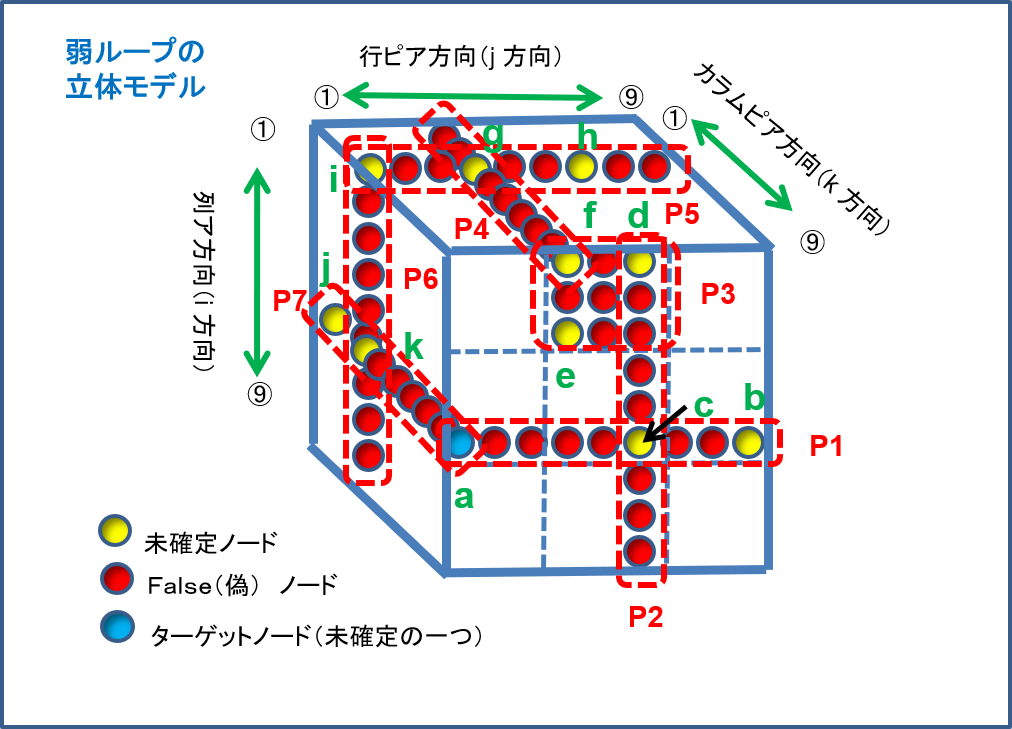 弱ループの
立体モデル
行ピア方向(j 方向)
カラムピア方向(k 方向)
列ア方向(i 方向)
①
⑨
①
①
⑨
⑨
g
h
i
P4
f
d
P5
j
P7
P6
P3
k
e
c
b
P1
a
P2
未確定ノード
False(偽) ノード
ターゲットノード(未確定の一つ)